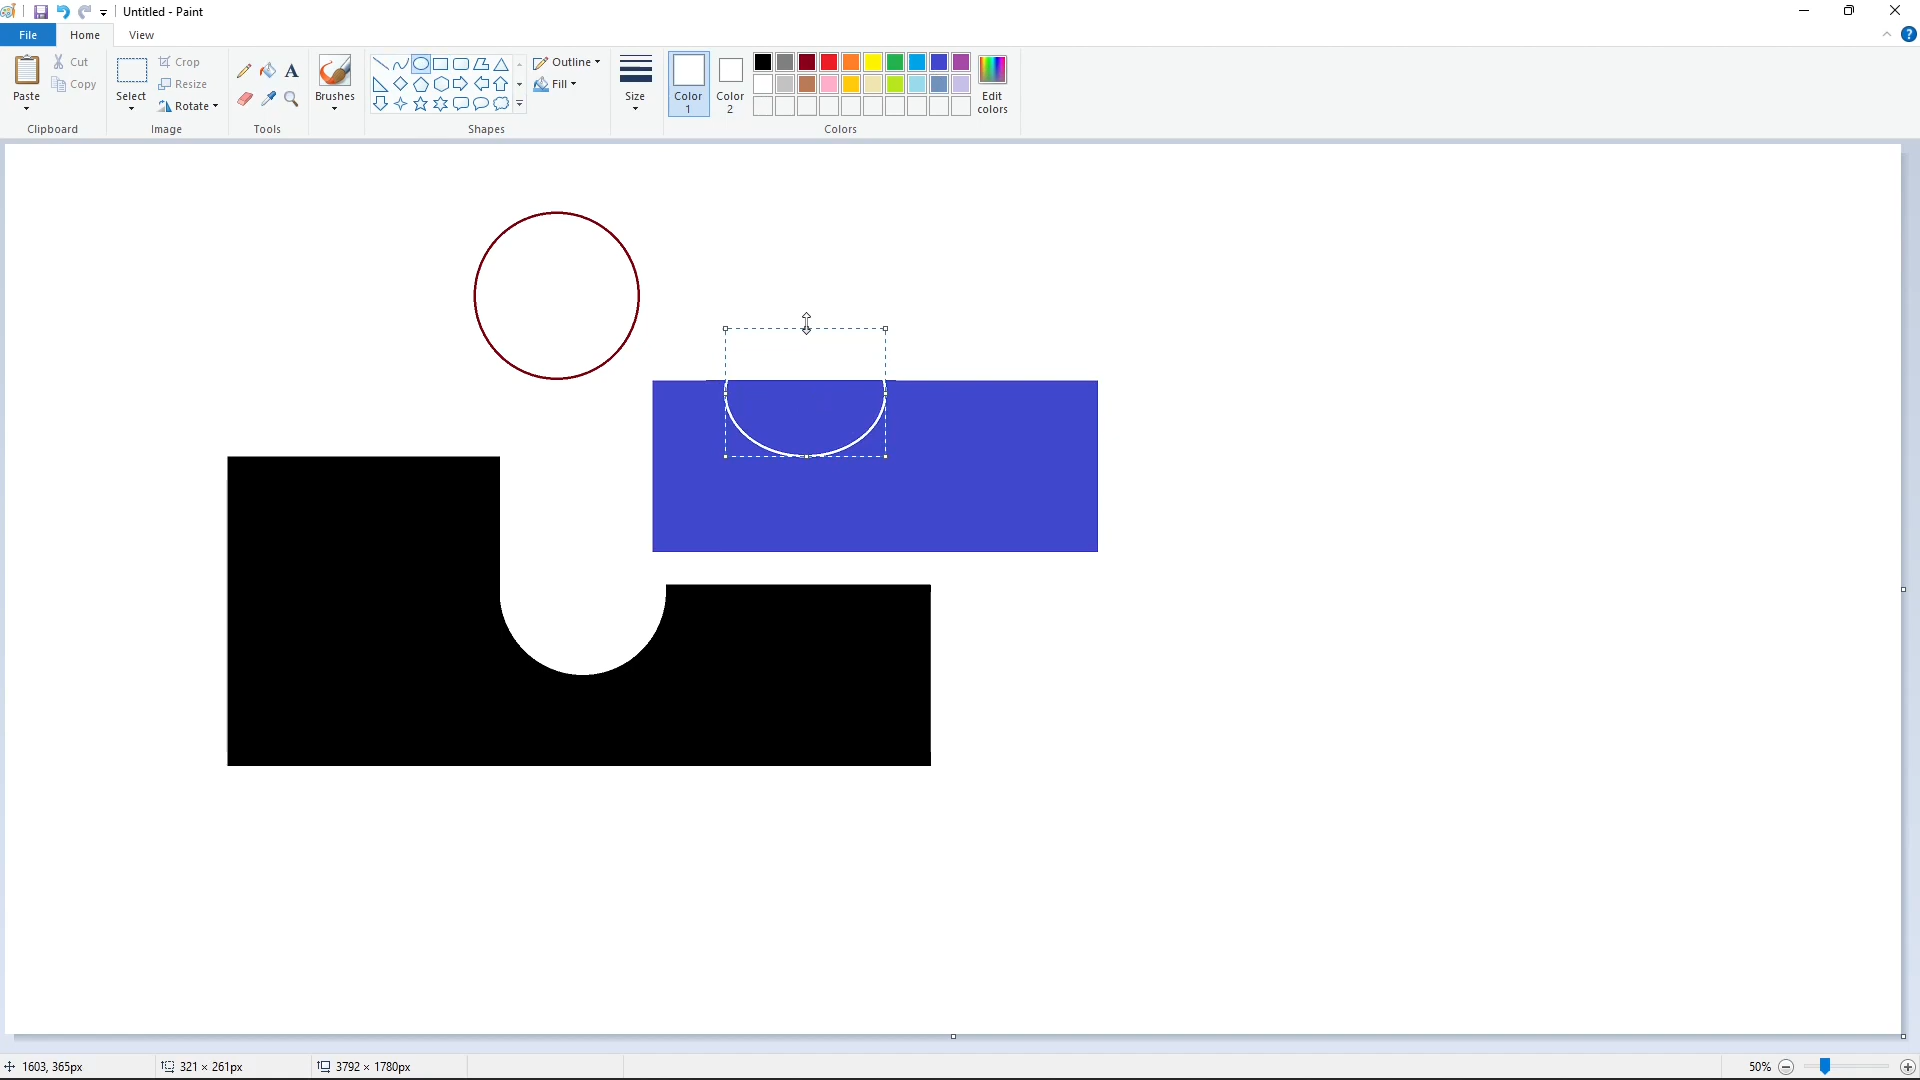 Untitled - Paint
File Home View
Paste
Cut
Copy
Clipboard
Select
Crop
Resize
Rotate
Image
A
Tools
Brushes
Outline
Fill
Shapes
Size
Color 1
Color 2
Edit colors
Colors
?
1603, 365px
321 × 261px
3792 × 1780px
50%